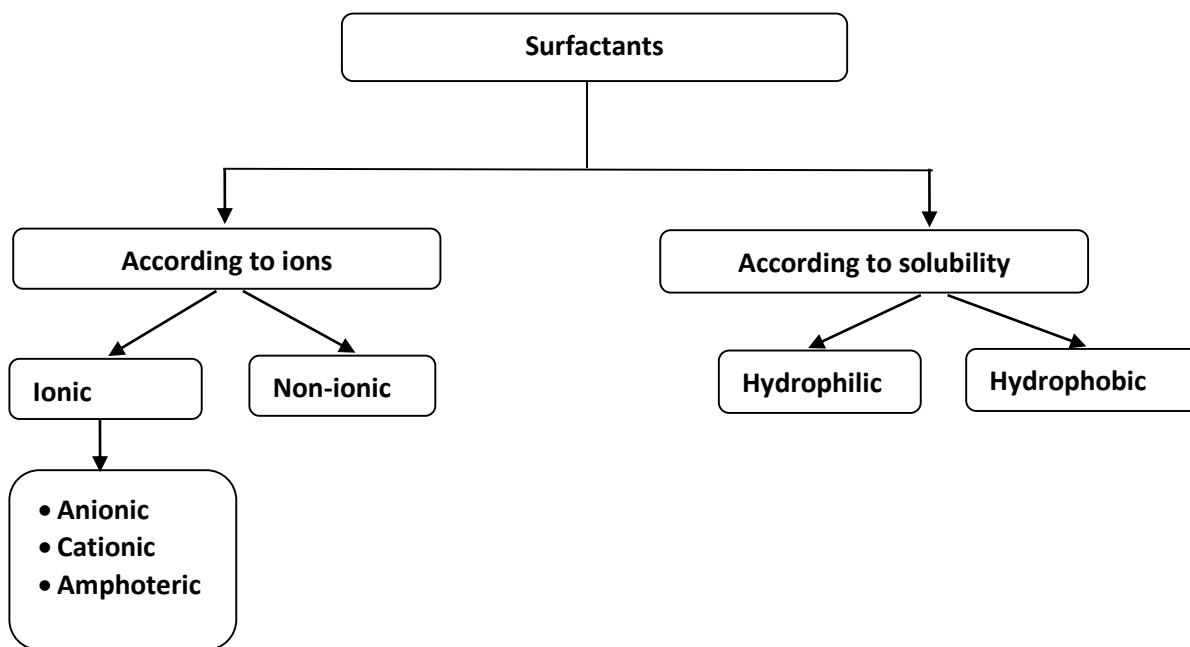 Surfactants
According to ions
According to solubility
Ionic
Non-ionic
Hydrophilic
Hydrophobic
• Anionic
• Cationic
• Amphoteric